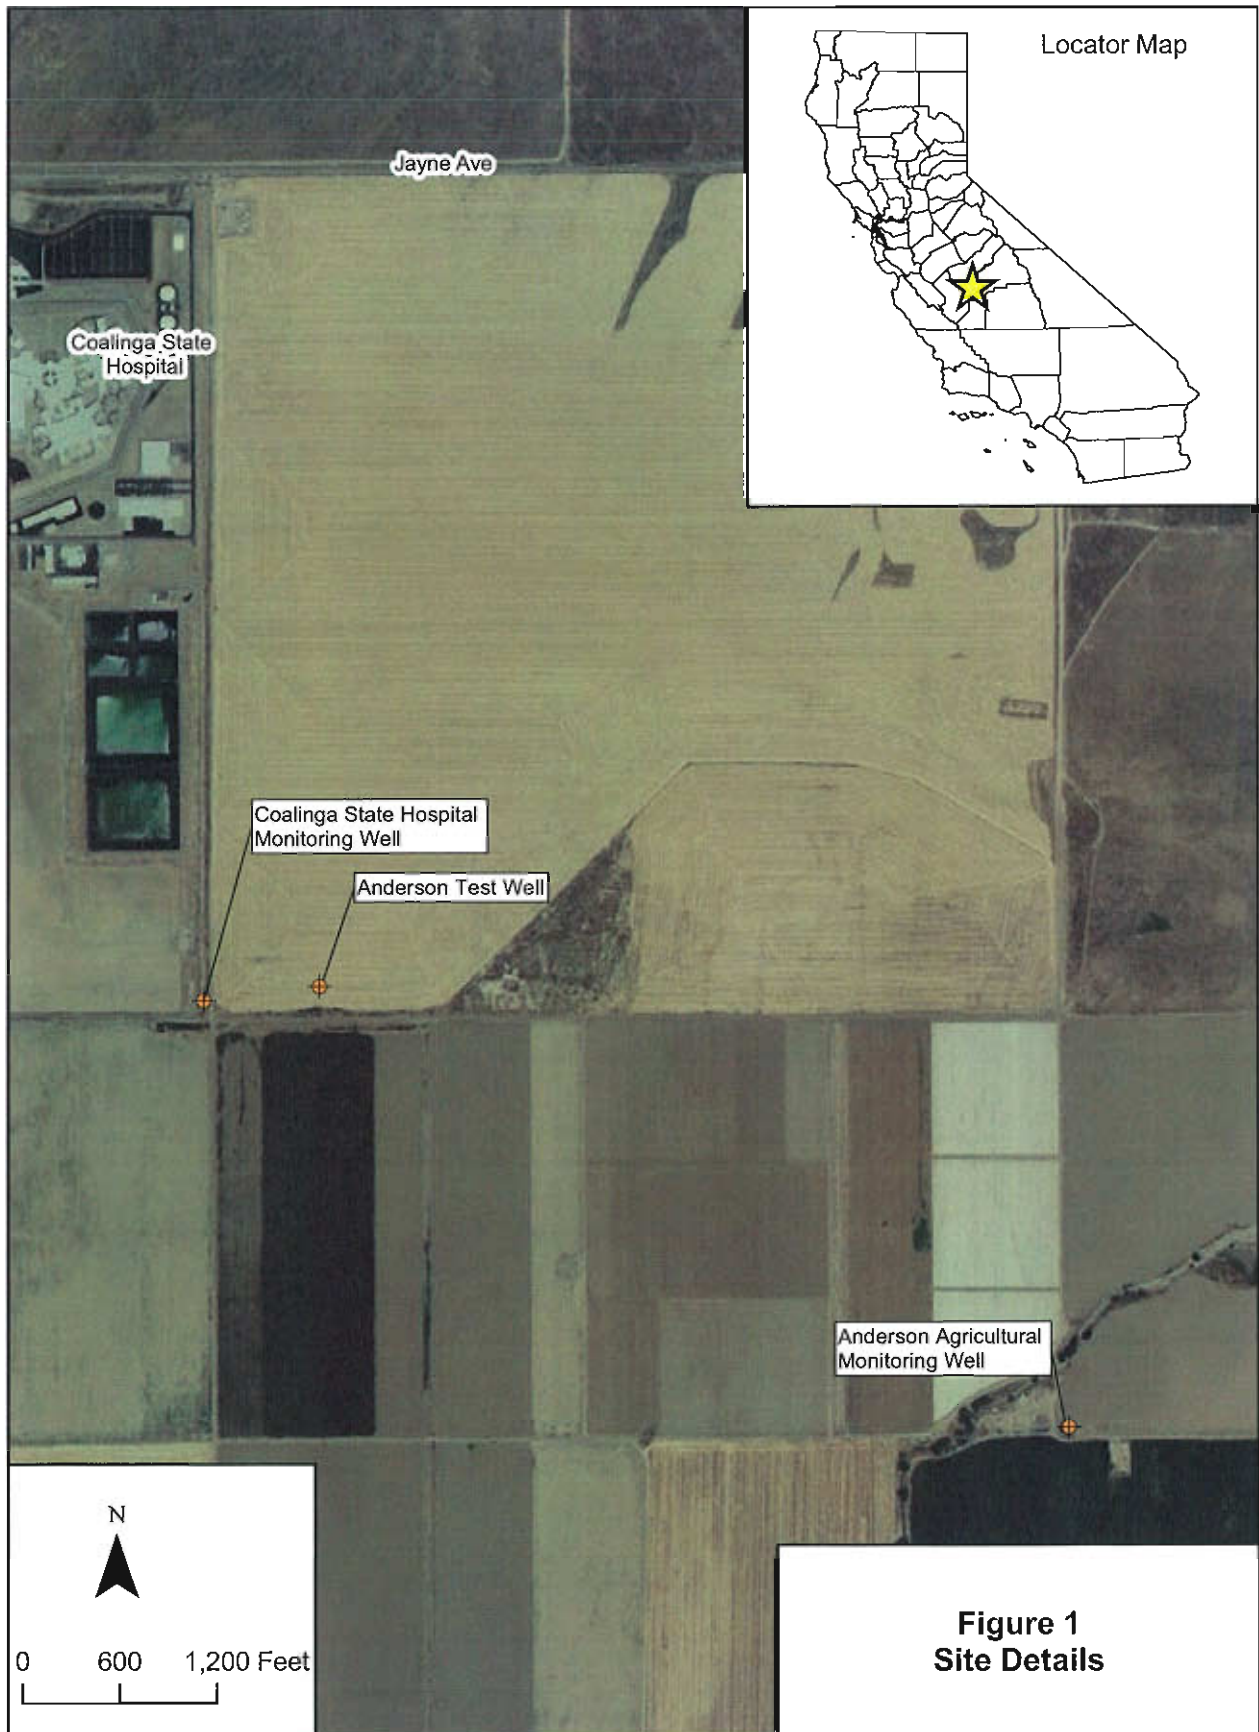 Locator Map
Jayne Ave
Coalinga State
Hospital
Coalinga State Hospital
Monitoring Well
Anderson Test Well
Anderson Agricultural
Monitoring Well
N
0 600 1,200 Feet
Figure 1
Site Details